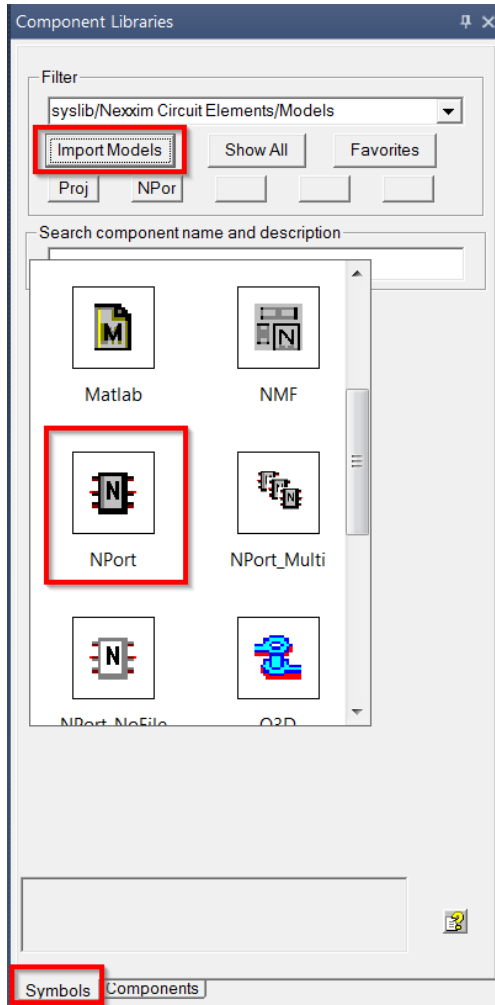 Component Libraries
Filter
syslib/Nexxim Circuit Elements/Models
Import Models Show All Favorites
Proj NPor
Search component name and description
M N
Matlab NMF
N N
NPort NPort_Multi
N
NPort_NoFile Q3D
Symbols Components